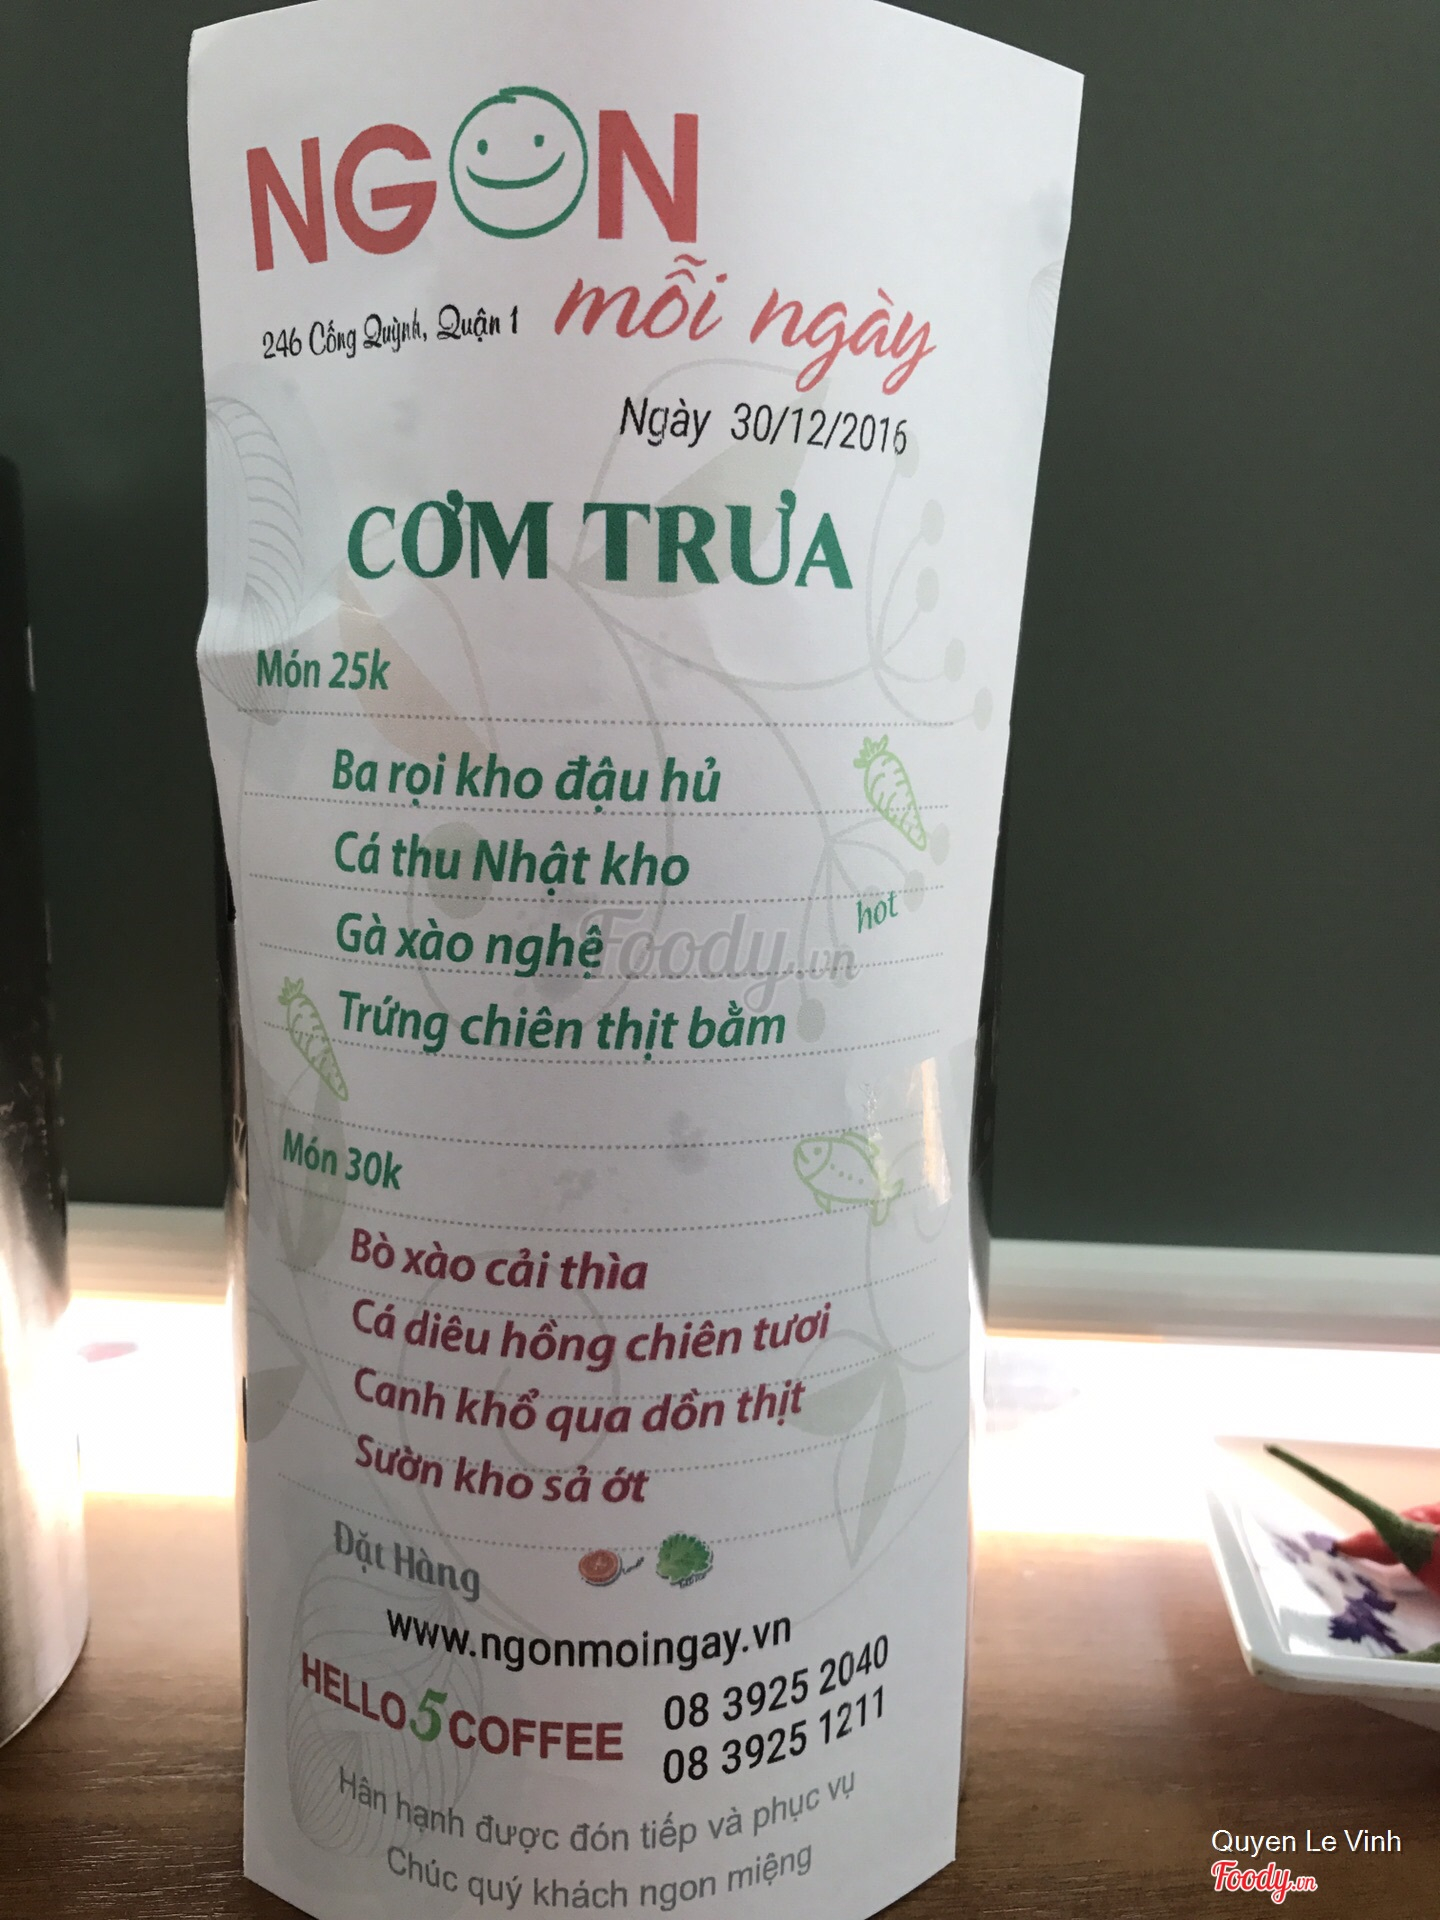 NGON
mỗi ngày
246 Cống Quỳnh, Quận 1
Ngày 30/12/2016
CƠM TRƯA
Món 25k
Ba rọi kho đậu hủ
Cá thu Nhật kho
hot
Gà xào nghệ
Foody.vn
Trứng chiên thịt bằm
Món 30k
Bò xào cải thìa
Cá diêu hồng chiên tươi
Canh khổ qua dồn thịt
Sườn kho sả ớt
Đặt Hàng
www.ngonmoingay.vn
HELLO 5 COFFEE
08 3925 2040
08 3925 1211
Hân hạnh được đón tiếp và phục vụ
Chúc quý khách ngon miệng
Quyen Le Vinh
Foody.vn